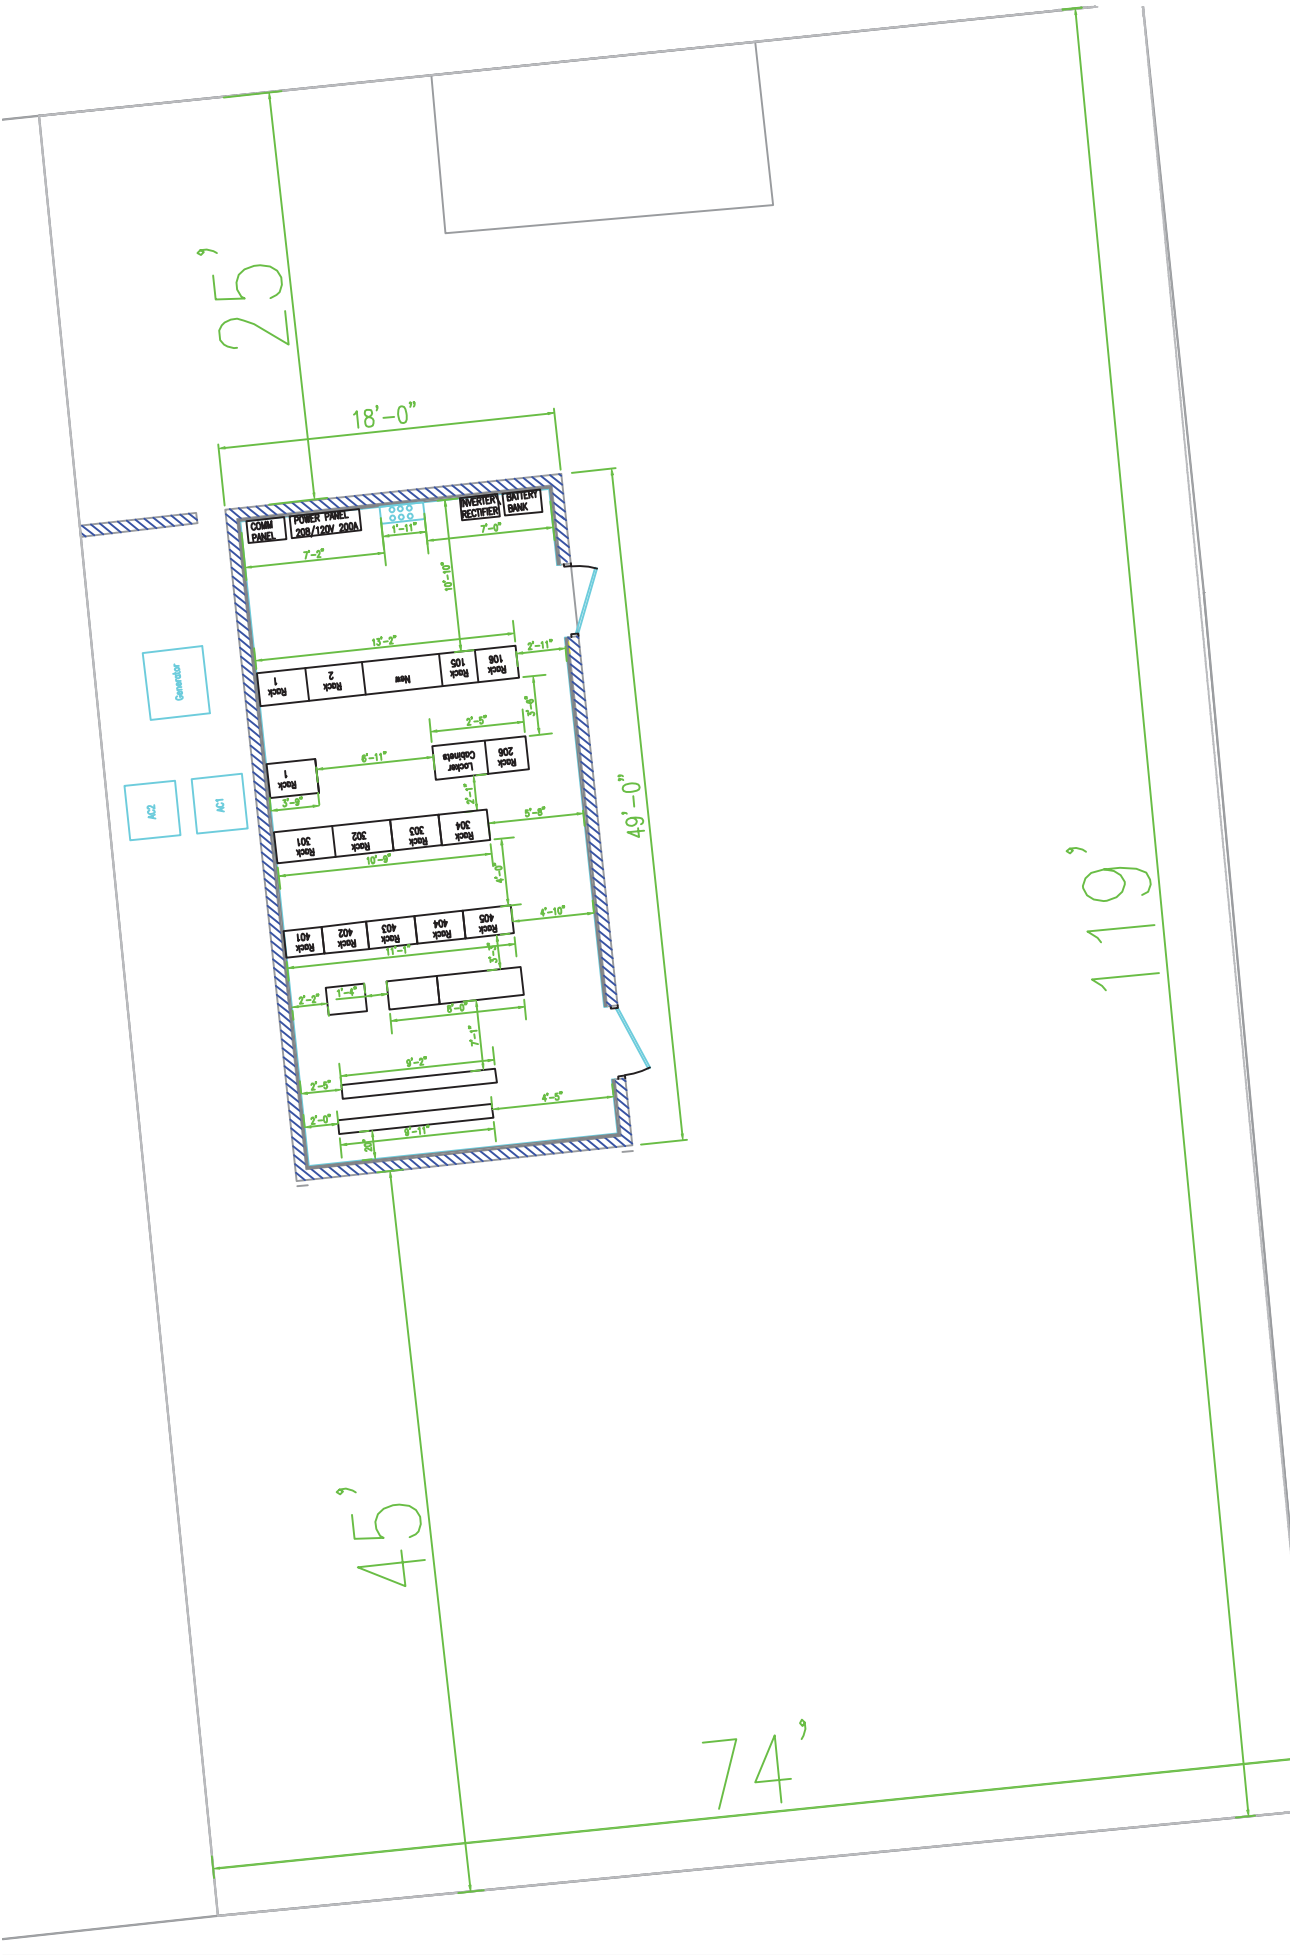 25'
18'-0"
COMM
PANEL
POWER PANEL
208/120V 200A
INVERTER
RECTIFIER
BATTERY
BANK
1'-11"
7'-0"
7'-2"
10'-10"
13'-2"
2'-11"
Rack
1
Rack
2
New
Rack
105
Rack
106
Generator
3'-6"
2'-5"
6'-11"
Rack
1
Locker
Cabinets
Rack
206
3'-9"
2'-1"
AC2
AC1
49'-0"
5'-8"
Rack
301
Rack
302
Rack
303
Rack
304
10'-9"
4'-0"
119'
4'-10"
Rack
401
Rack
402
Rack
403
Rack
404
Rack
405
11'-1"
3'-3"
2'-2"
1'-4"
7'-1"
9'-2"
2'-5"
4'-5"
2'-0"
20"
45'
74'